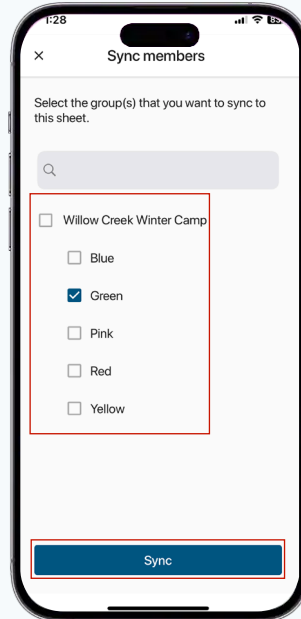 1:28
× Sync members
Select the group(s) that you want to sync to
this sheet.
Willow Creek Winter Camp
Blue
Green
Pink
Red
Yellow
Sync